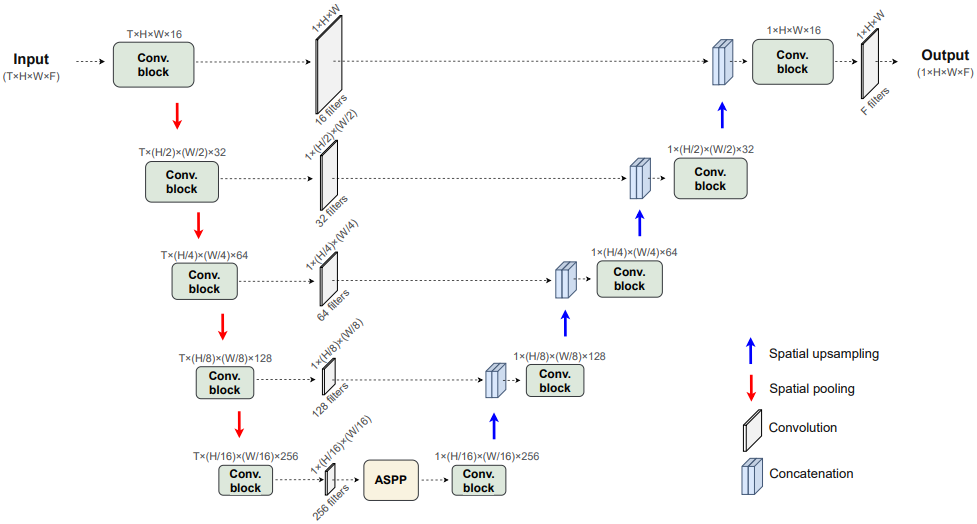 Input
(T×H×W×F)
T×H×W×16
Conv.
block
1×H×W
16 filters
1×H×W×16
Conv.
block
1×H×W
F filters
Output
(1×H×W×F)
T×(H/2)×(W/2)×32
Conv.
block
1×(H/2)×(W/2)
32 filters
1×(H/2)×(W/2)×32
Conv.
block
T×(H/4)×(W/4)×64
Conv.
block
1×(H/4)×(W/4)
64 filters
1×(H/4)×(W/4)×64
Conv.
block
T×(H/8)×(W/8)×128
Conv.
block
1×(H/8)×(W/8)
128 filters
1×(H/8)×(W/8)×128
Conv.
block
T×(H/16)×(W/16)×256
Conv.
block
1×(H/16)×(W/16)
256 filters
ASPP
1×(H/16)×(W/16)×256
Conv.
block
Spatial upsampling
Spatial pooling
Convolution
Concatenation